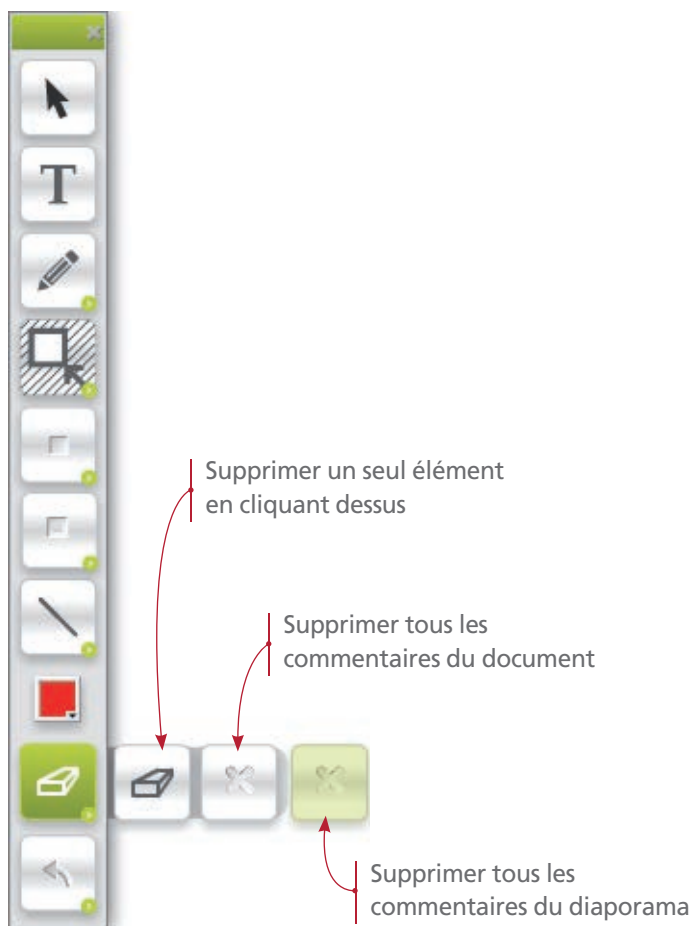 T
Supprimer un seul élément
en cliquant dessus
Supprimer tous les
commentaires du document
Supprimer tous les
commentaires du diaporama